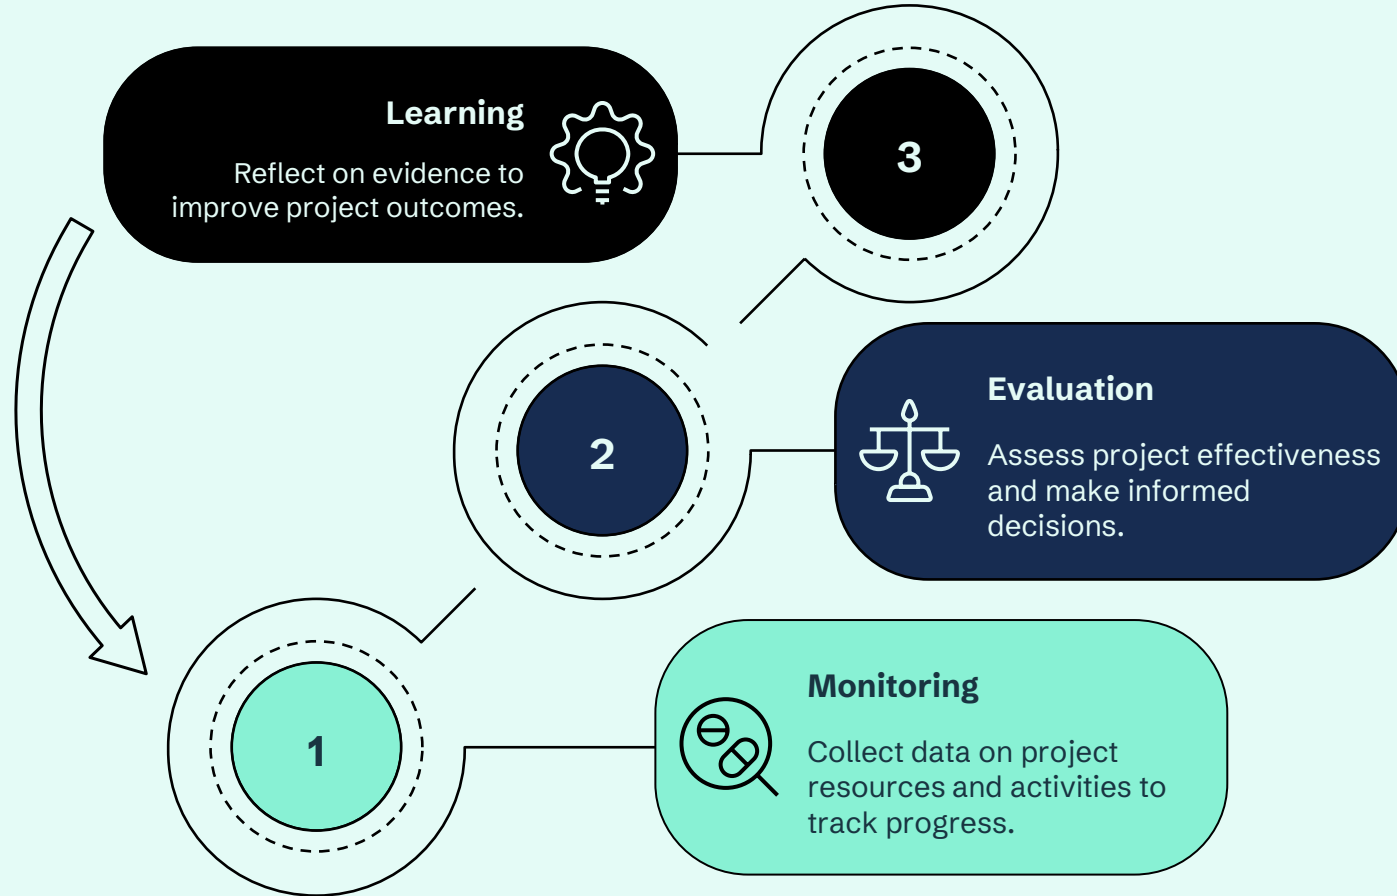 Learning
Reflect on evidence to
improve project outcomes.
3
2
Evaluation
Assess project effectiveness
and make informed
decisions.
1
Monitoring
Collect data on project
resources and activities to
track progress.